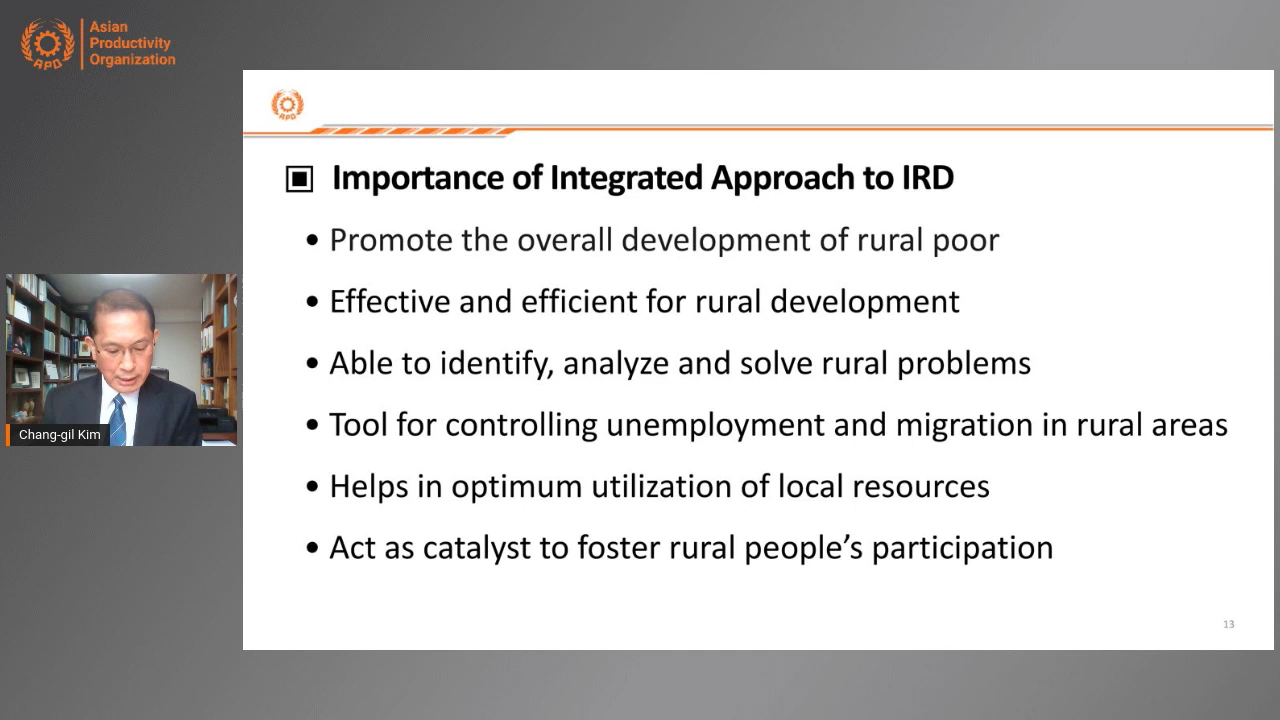 Asian
Productivity
Organization
APO
APO
Importance of Integrated Approach to IRD
• Promote the overall development of rural poor
• Effective and efficient for rural development
• Able to identify, analyze and solve rural problems
• Tool for controlling unemployment and migration in rural areas
• Helps in optimum utilization of local resources
• Act as catalyst to foster rural people’s participation
13
Chang-gil Kim